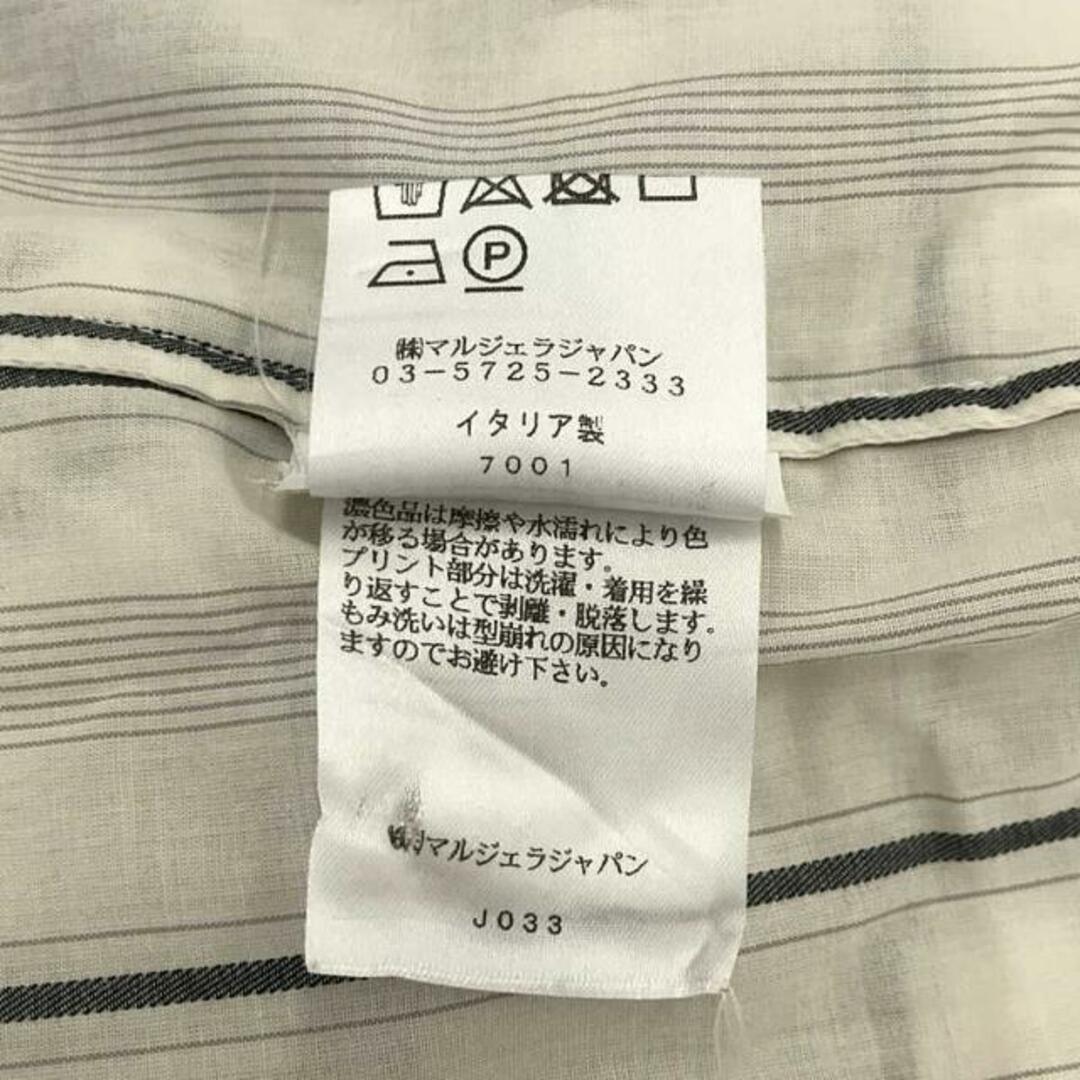 P
㈱マルジェラジャパン
03-5725-2333
イタリア製
7001
濃色品は摩擦や水濡れにより色
が移る場合があります。
プリント部分は洗濯・着用を繰
り返すことで剥離・脱落します。
もみ洗いは型崩れの原因になり
ますのでお避け下さい。
㈱マルジェラジャパン
J033